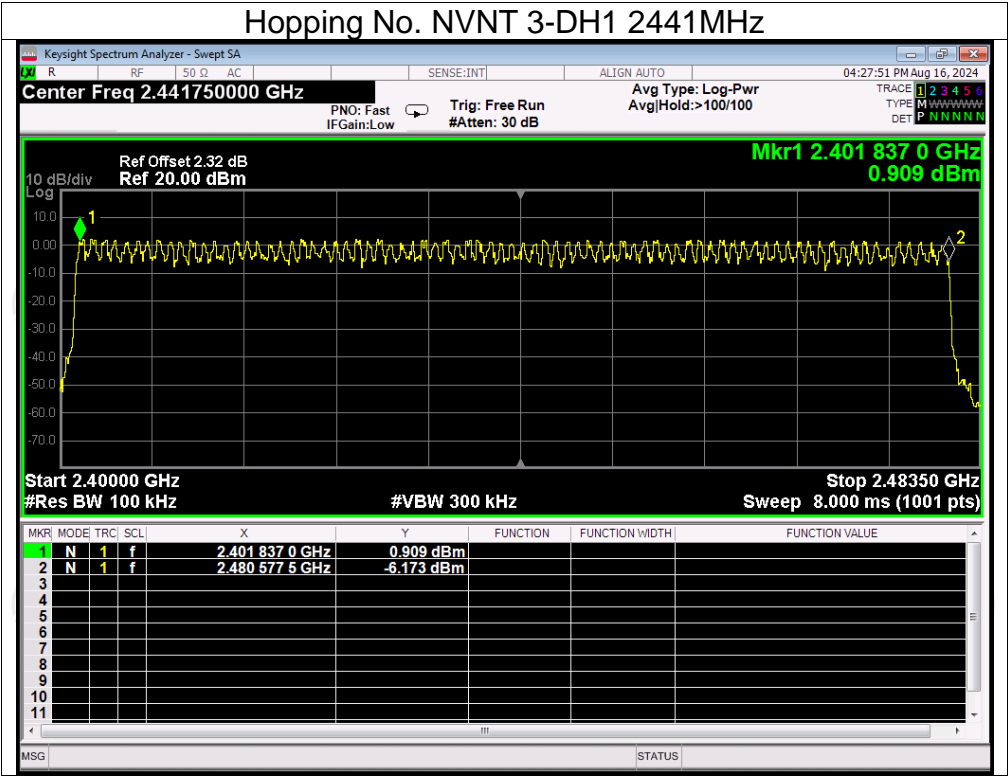 Hopping No. NVNT 3-DH1 2441MHz
Keysight Spectrum Analyzer - Swept SA
LXI R RF 50 Ω AC SENSE:INT ALIGN AUTO 04:27:51 PM Aug 16, 2024
Center Freq 2.441750000 GHz
PNO: Fast
IFGain:Low
Trig: Free Run
#Atten: 30 dB
Avg Type: Log-Pwr
Avg|Hold:>100/100
TRACE 1 2 3 4 5 6
TYPE M WWWWW
DET P N N N N N
Mkr1 2.401 837 0 GHz
0.909 dBm
Ref Offset 2.32 dB
10 dB/div Ref 20.00 dBm
Log
10.0
0.00
-10.0
-20.0
-30.0
-40.0
-50.0
-60.0
-70.0
1
2
Start 2.40000 GHz Stop 2.48350 GHz
#Res BW 100 kHz #VBW 300 kHz Sweep 8.000 ms (1001 pts)
MKR MODE TRC SCL X Y FUNCTION FUNCTION WIDTH FUNCTION VALUE
1 N 1 f 2.401 837 0 GHz 0.909 dBm
2 N 1 f 2.480 577 5 GHz -6.173 dBm
3
4
5
6
7
8
9
10
11
MSG STATUS